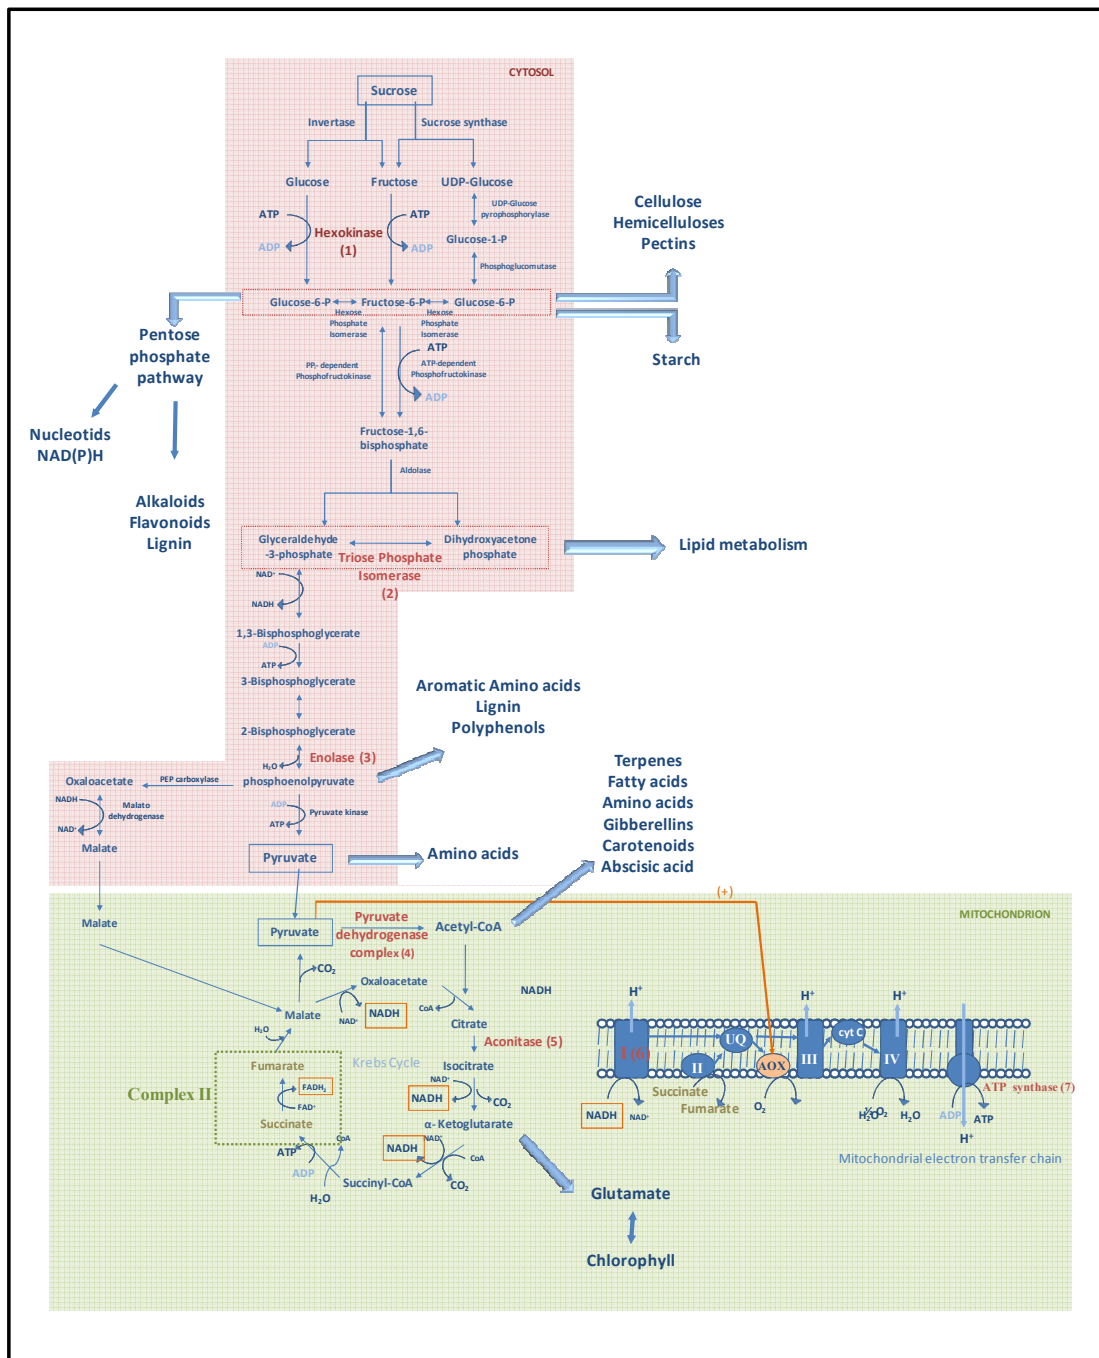 CYTOSOL
Sucrose
Invertase
Sucrose synthase
Glucose
Fructose
UDP-Glucose
ATP
ADP
Hexokinase
(1)
ATP
ADP
UDP-Glucose
pyrophosphorylase
Glucose-1-P
Phosphoglucomutase
Cellulose
Hemicelluloses
Pectins
Glucose-6-P
Fructose-6-P
Glucose-6-P
Hexose
Phosphate
Isomerase
Hexose
Phosphate
Isomerase
Starch
Pentose
phosphate
pathway
PPi- dependent
Phosphofructokinase
ATP
ATP-dependent
Phosphofructokinase
ADP
Nucleotids
NAD(P)H
Fructose-1,6-
bisphosphate
Aldolase
Alkaloids
Flavonoids
Lignin
Glyceraldehyde
-3-phosphate
Dihydroxyacetone
phosphate
Triose Phosphate
Isomerase
(2)
Lipid metabolism
NAD⁺
NADH
1,3-Bisphosphoglycerate
ADP
ATP
3-Bisphosphoglycerate
2-Bisphosphoglycerate
Aromatic Amino acids
Lignin
Polyphenols
H₂O
Enolase (3)
Oxaloacetate
PEP carboxylase
phosphoenolpyruvate
NADH
NAD⁺
Malato
dehydrogenase
Malate
ADP
ATP
Pyruvate kinase
Pyruvate
Amino acids
Terpenes
Fatty acids
Amino acids
Gibberellins
Carotenoids
Abscisic acid
(+)
MITOCHONDRION
Malate
Pyruvate
Pyruvate
dehydrogenase
complex (4)
Acetyl-CoA
CO₂
Oxaloacetate
Malate
NAD⁺
NADH
CoA
NADH
Citrate
Aconitase (5)
Isocitrate
H₂O
Krebs Cycle
Complex II
Fumarate
FADH₂
FAD⁺
Succinate
NAD⁺
NADH
CO₂
α- Ketoglutarate
NAD⁺
NADH
CoA
CO₂
Succinyl-CoA
CoA
ATP
ADP
H₂O
H⁺
H⁺
H⁺
I (6)
II
UQ
AOX
III
cyt C
IV
ATP synthase (7)
Succinate
Fumarate
NADH
NAD⁺
O₂
H₂O
½ O₂
H₂O
ADP
ATP
H⁺
Mitochondrial electron transfer chain
Glutamate
Chlorophyll